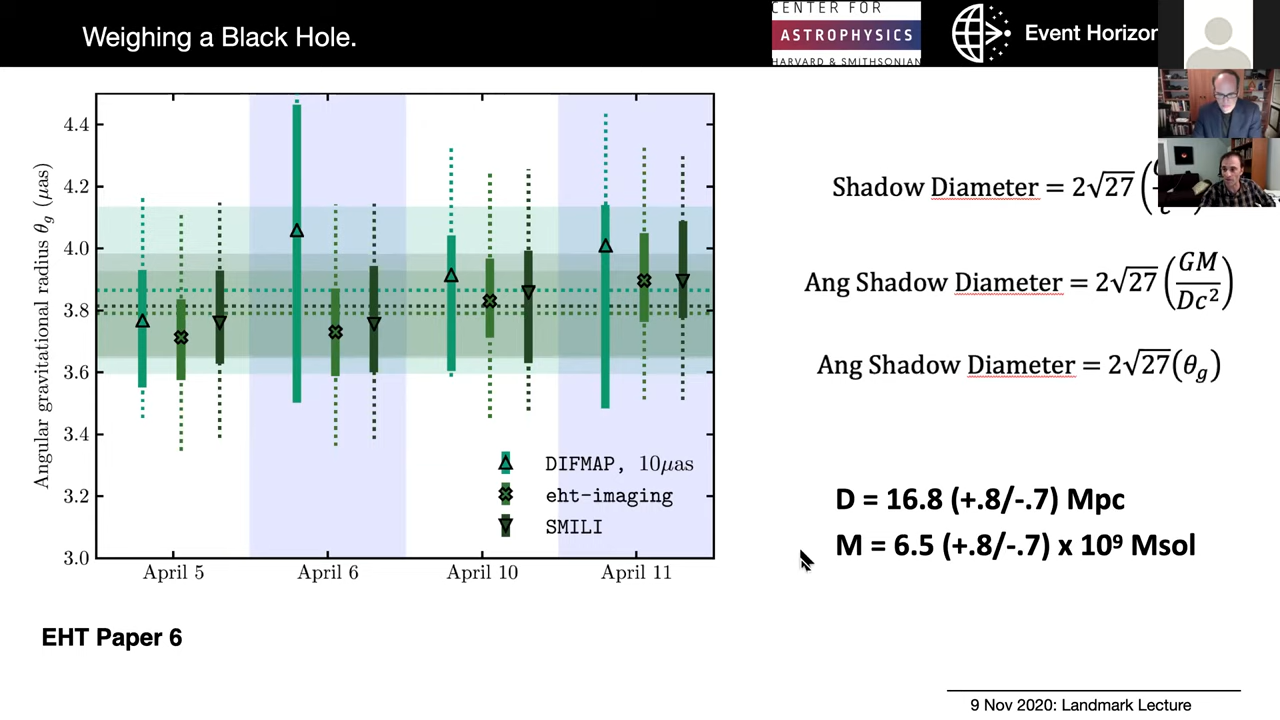 Weighing a Black Hole.
CENTER FOR
ASTROPHYSICS
HARVARD & SMITHSONIAN
Event Horizon
Angular gravitational radius θg (μas)
4.4
4.2
4.0
3.8
3.6
3.4
3.2
3.0
April 5
April 6
April 10
April 11
DIFMAP, 10μas
eht-imaging
SMILI
Shadow Diameter = 2√27
Ang Shadow Diameter = 2√27 (GM/Dc²)
Ang Shadow Diameter = 2√27(θg)
D = 16.8 (+.8/-.7) Mpc
M = 6.5 (+.8/-.7) x 10⁹ Msol
EHT Paper 6
9 Nov 2020: Landmark Lecture